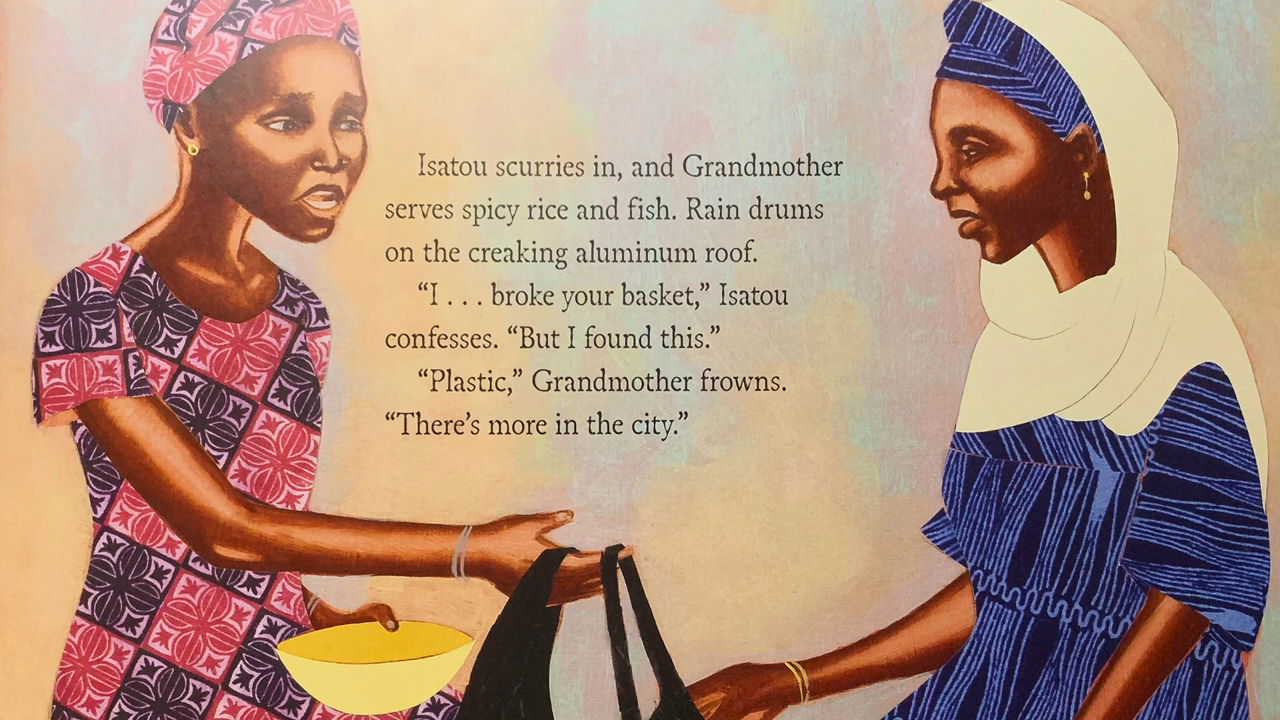 Isatou scurries in, and Grandmother
serves spicy rice and fish. Rain drums
on the creaking aluminum roof.
“I . . . broke your basket,” Isatou
confesses. “But I found this.”
“Plastic,” Grandmother frowns.
“There’s more in the city.”